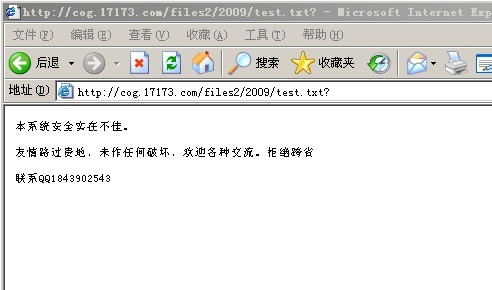 http://cog.17173.com/files2/2009/test.txt? - Microsoft Internet Exp
文件(F) 编辑(E) 查看(V) 收藏(A) 工具(T) 帮助(H)
后退 搜索 收藏夹
地址(D) http://cog.17173.com/files2/2009/test.txt?
本系统安全实在不佳。
友情路过贵地，未作任何破坏，欢迎各种交流。拒绝跨省
联系QQ1843902543